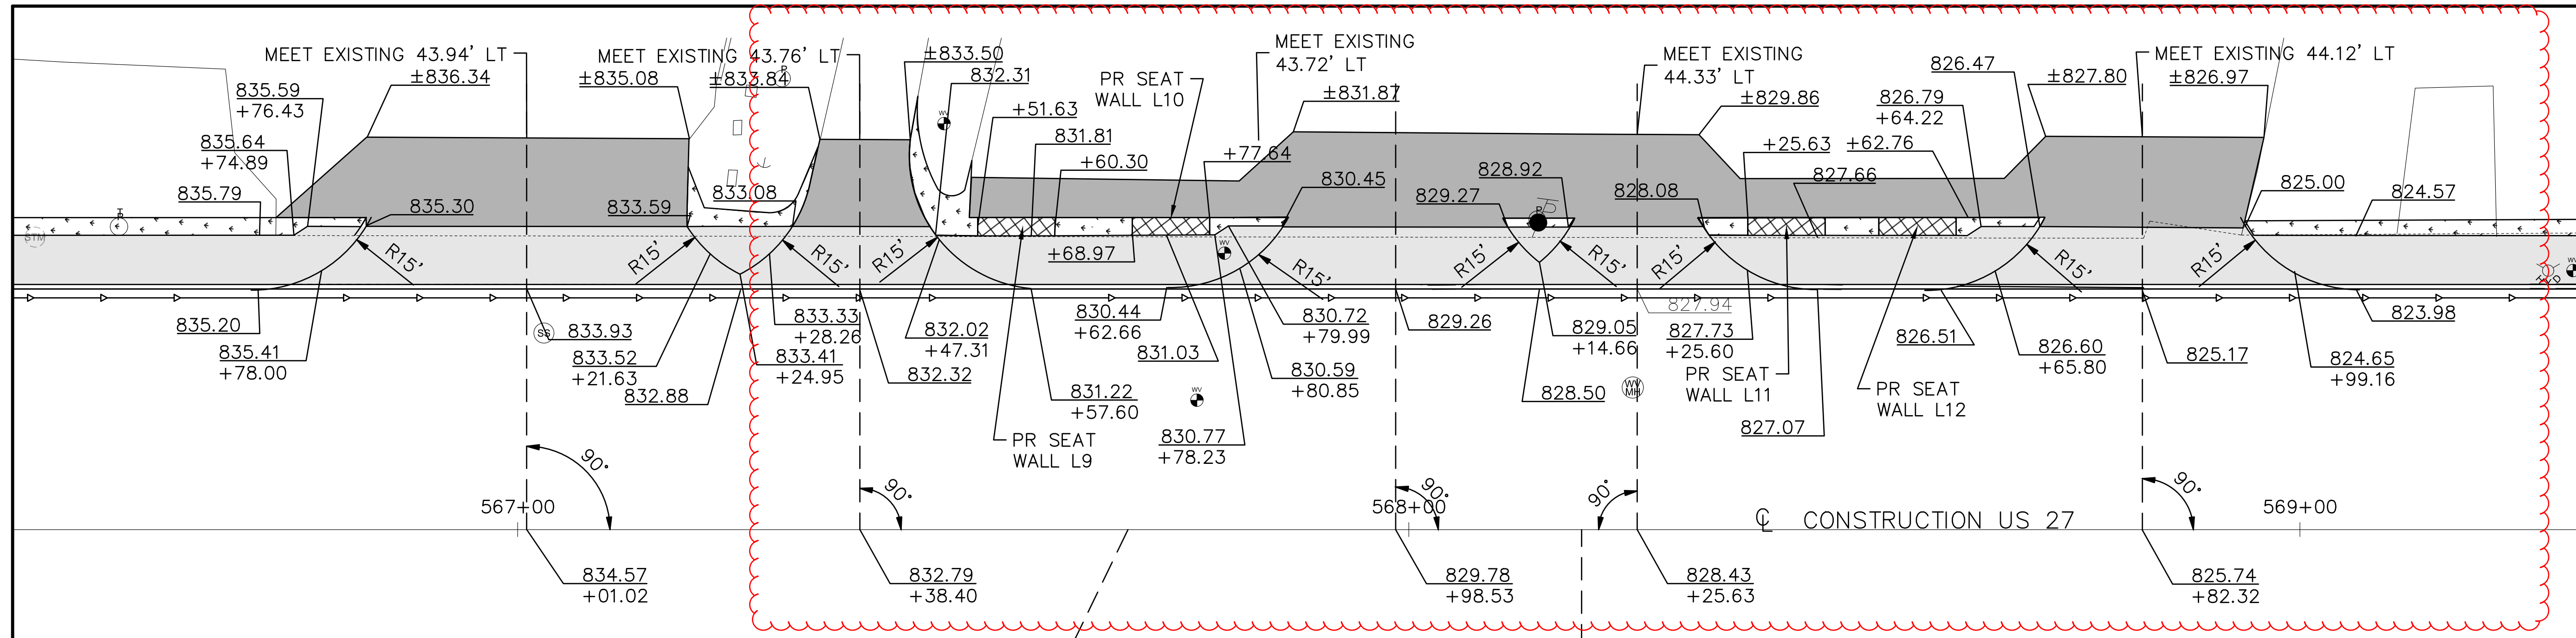 MEET EXISTING 43.94' LT
±836.34
835.59
+76.43
835.64
+74.89
835.79
835.30
STM
R15'
835.20
835.41
+78.00
MEET EXISTING 43.76' LT
±835.08
±833.84
P
833.59
833.08
R15'
R15'
SS
833.93
833.52
+21.63
832.88
833.33
+28.26
833.41
+24.95
±833.50
832.31
WV
+51.63
831.81
+60.30
PR SEAT
WALL L10
MEET EXISTING
43.72' LT
±831.87
+77.64
830.45
R15'
+68.97
R15'
832.02
+47.31
832.32
830.44
+62.66
831.03
831.22
+57.60
WV
PR SEAT
WALL L9
830.77
+78.23
830.72
+79.99
830.59
+80.85
829.27
828.92
P
R15'
R15'
829.26
829.05
+14.66
828.50
WV
MH
MEET EXISTING
44.33' LT
±829.86
828.08
+25.63
827.66
+62.76
826.79
+64.22
826.47
R15'
R15'
827.94
827.73
+25.60
PR SEAT
WALL L11
827.07
PR SEAT
WALL L12
826.51
826.60
+65.80
MEET EXISTING 44.12' LT
±827.80
±826.97
825.00
824.57
R15'
WV
825.17
824.65
+99.16
823.98
90°
90°
90°
90°
90°
567+00
568+00
569+00
℄ CONSTRUCTION US 27
834.57
+01.02
832.79
+38.40
829.78
+98.53
828.43
+25.63
825.74
+82.32